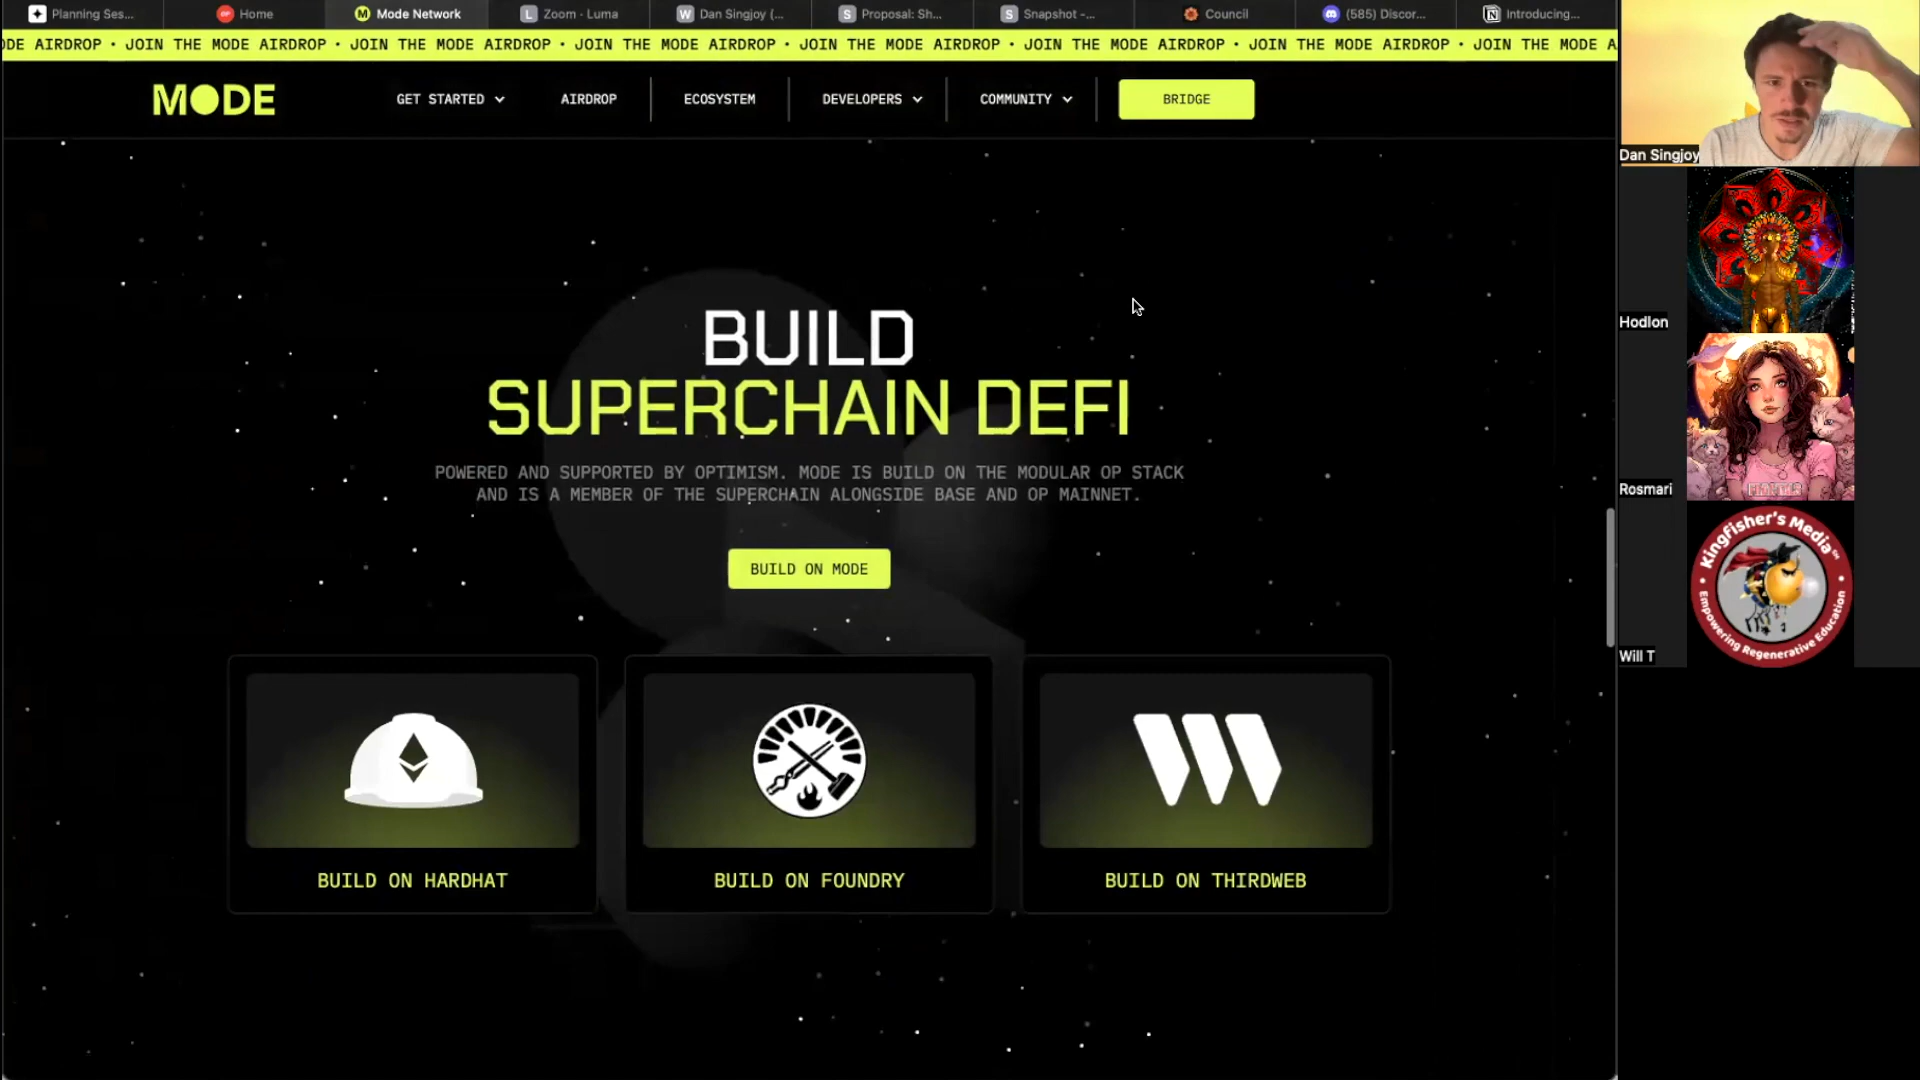 Planning Ses...
Home
Mode Network
Zoom - Luma
Dan Singjoy (...
Proposal: Sh...
Snapshot -...
Council
(585) Discor...
Introducing...
DE AIRDROP • JOIN THE MODE AIRDROP • JOIN THE MODE AIRDROP • JOIN THE MODE AIRDROP • JOIN THE MODE AIRDROP • JOIN THE MODE AIRDROP • JOIN THE MODE AIRDROP • JOIN THE MODE A
MODE
GET STARTED
AIRDROP
ECOSYSTEM
DEVELOPERS
COMMUNITY
BRIDGE
BUILD
SUPERCHAIN DEFI
POWERED AND SUPPORTED BY OPTIMISM. MODE IS BUILD ON THE MODULAR OP STACK
AND IS A MEMBER OF THE SUPERCHAIN ALONGSIDE BASE AND OP MAINNET.
BUILD ON MODE
BUILD ON HARDHAT
BUILD ON FOUNDRY
BUILD ON THIRDWEB
Dan Singjoy
Hodlon
Rosmari
Kingfisher's Media
Empowering Regenerative Education
Will T